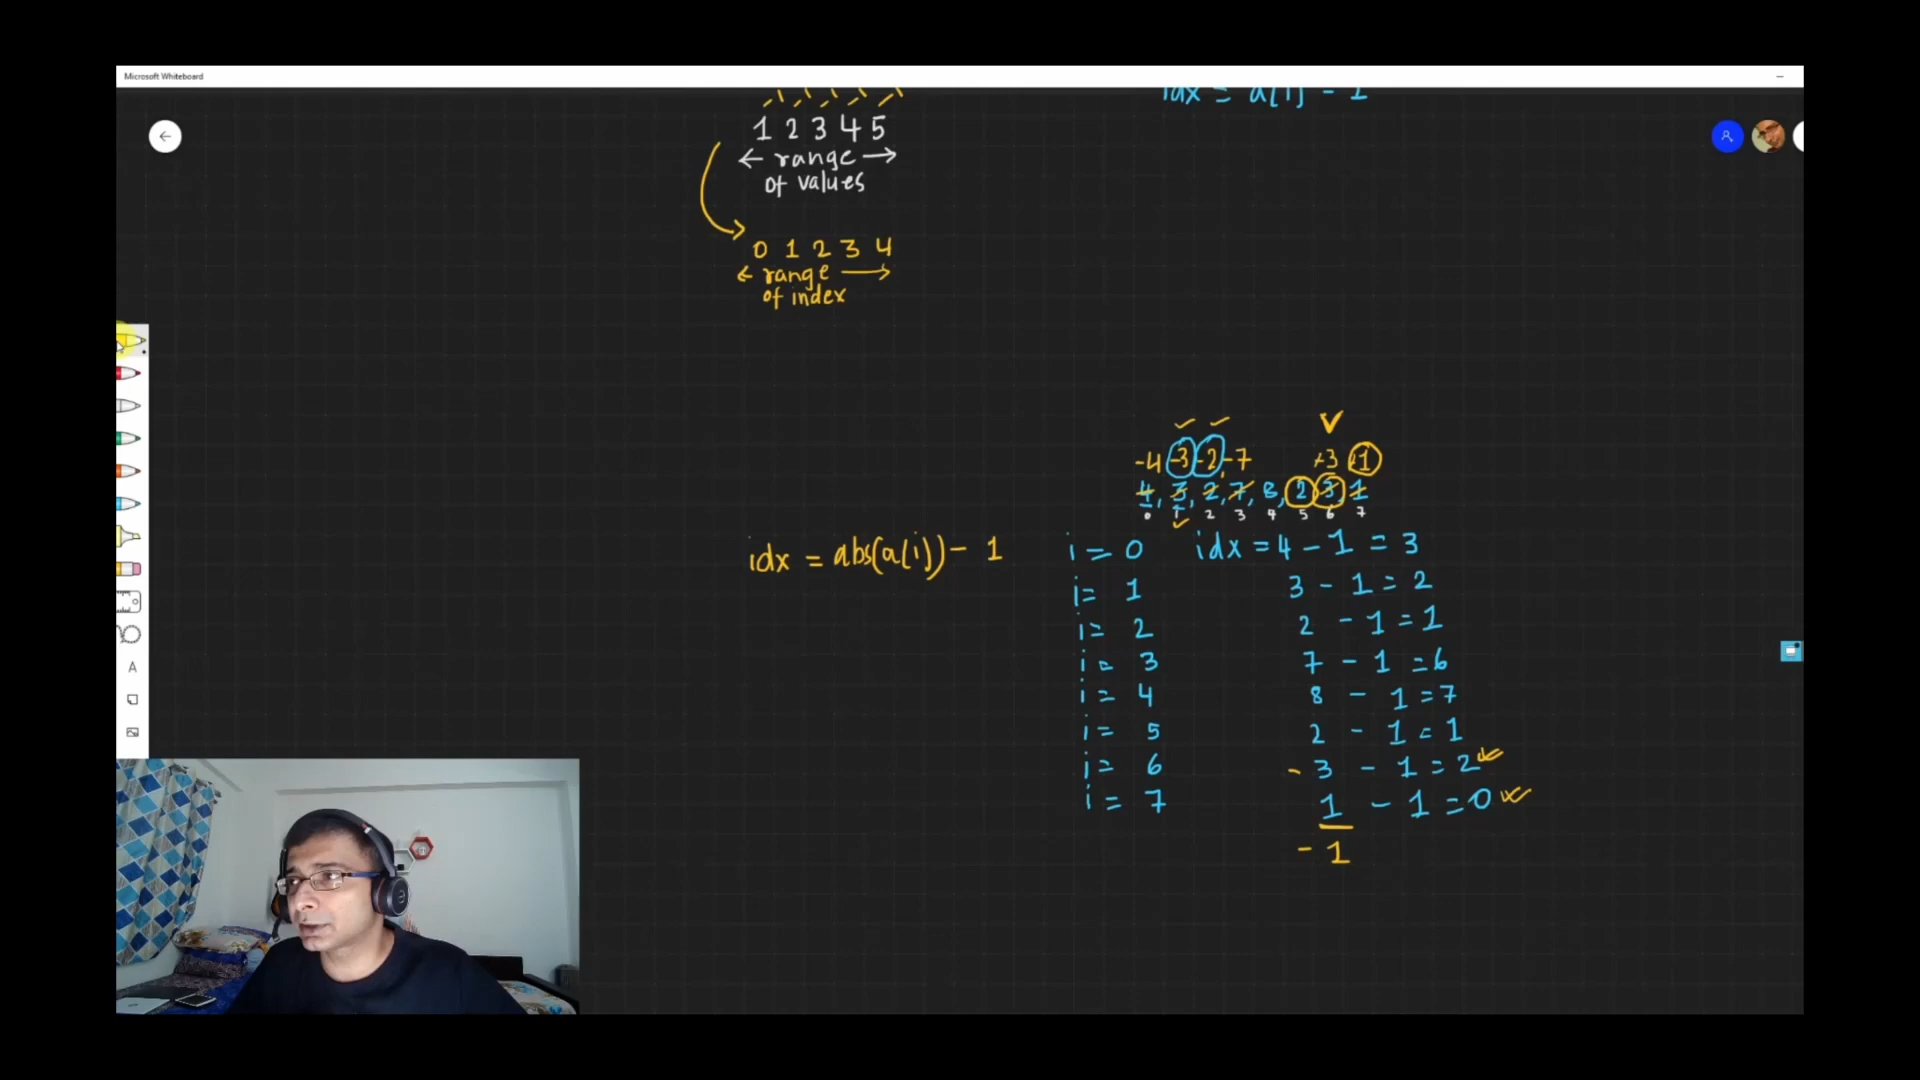 Microsoft Whiteboard
idx = a[i] - 1
1 2 3 4 5
← range →
of values
0 1 2 3 4
← range →
of index
-4 -3 -2, -7 +3 +1
4, 3, 2, 7, 8, 2 3, 1
0 1 2 3 4 5 6 7
idx = abs(a[i]) - 1
i = 0 idx = 4 - 1 = 3
i = 1 3 - 1 = 2
i = 2 2 - 1 = 1
i = 3 7 - 1 = 6
i = 4 8 - 1 = 7
i = 5 2 - 1 = 1
i = 6 - 3 - 1 = 2
i = 7 1 - 1 = 0
- 1
A